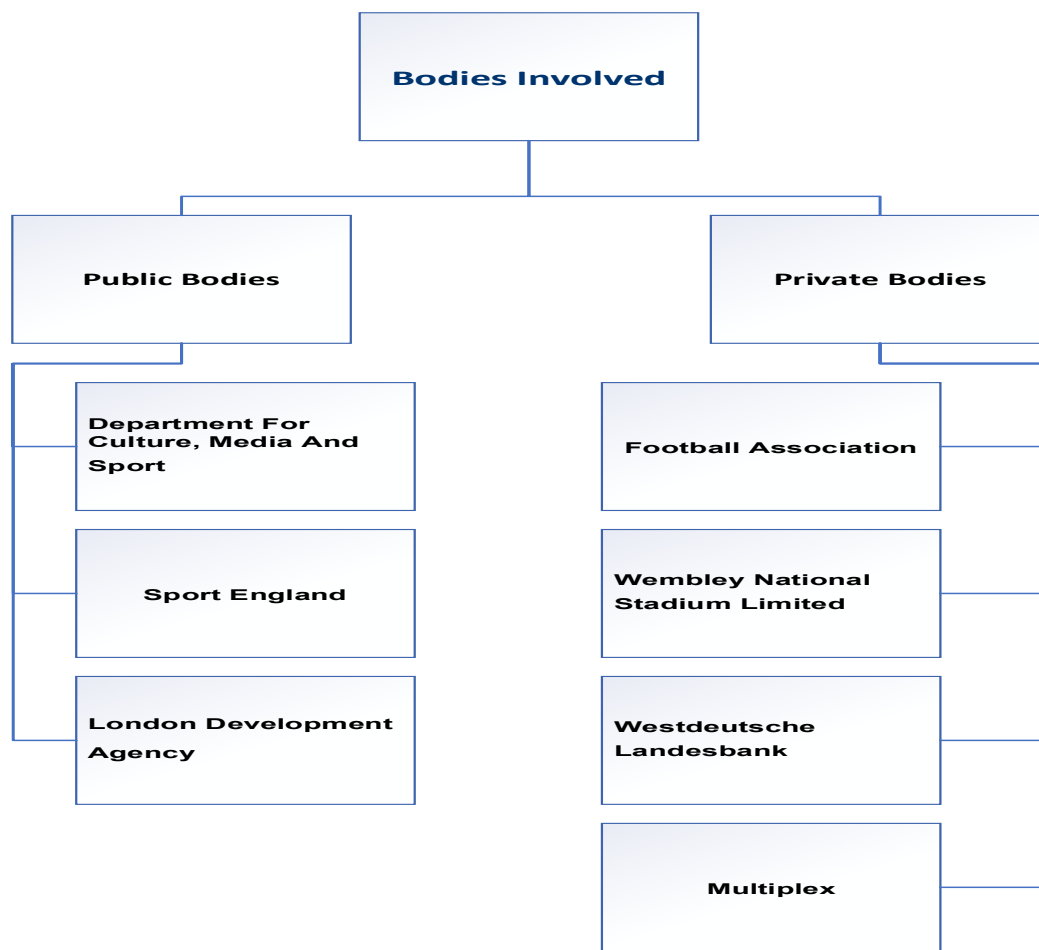 Bodies Involved
Public Bodies
Private Bodies
Department For
Culture, Media And
Sport
Sport England
London Development
Agency
Football Association
Wembley National
Stadium Limited
Westdeutsche
Landesbank
Multiplex